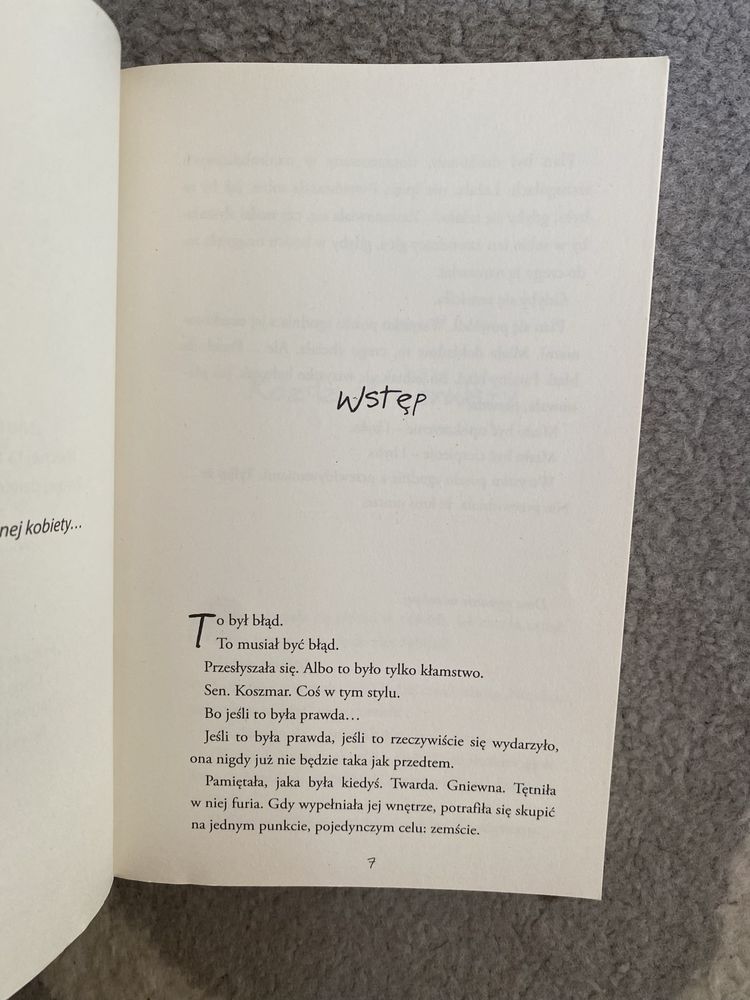 nej kobiety...
Wstęp
To był błąd.
To musiał być błąd.
Przesłyszała się. Albo to było tylko kłamstwo.
Sen. Koszmar. Coś w tym stylu.
Bo jeśli to była prawda…
Jeśli to była prawda, jeśli to rzeczywiście się wydarzyło,
ona nigdy już nie będzie taka jak przedtem.
Pamiętała, jaka była kiedyś. Twarda. Gniewna. Tętniła
w niej furia. Gdy wypełniała jej wnętrze, potrafiła się skupić
na jednym punkcie, pojedynczym celu: zemście.
7